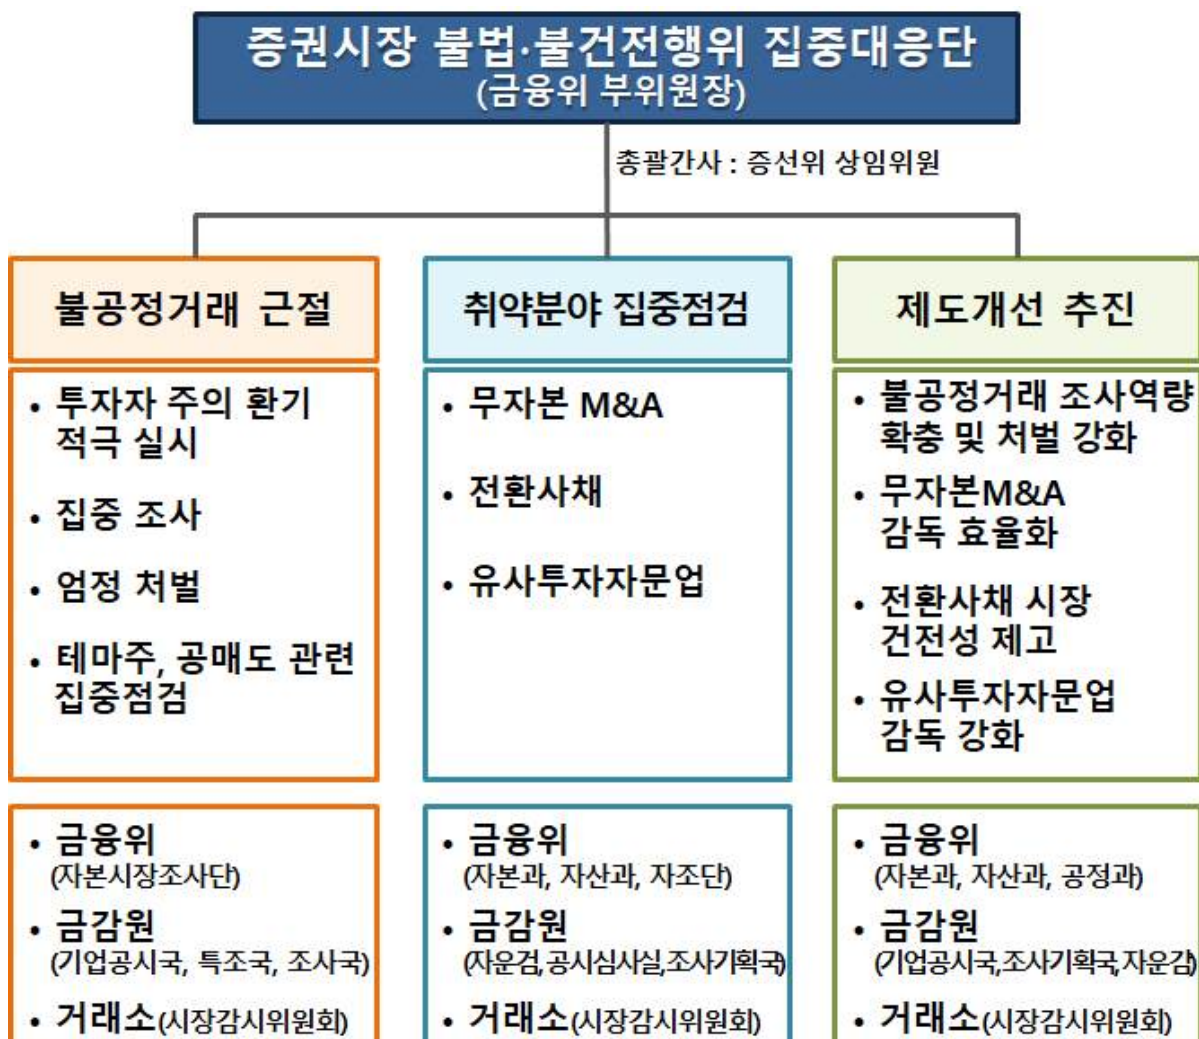 증권시장 불법·불건전행위 집중대응단
(금융위 부위원장)
총괄간사 : 증선위 상임위원
불공정거래 근절
• 투자자 주의 환기
적극 실시
• 집중 조사
• 엄정 처벌
• 테마주, 공매도 관련
집중점검
• 금융위
(자본시장조사단)
• 금감원
(기업공시국, 특조국, 조사국)
• 거래소(시장감시위원회)
취약분야 집중점검
• 무자본 M&A
• 전환사채
• 유사투자자문업
• 금융위
(자본과, 자산과, 자조단)
• 금감원
(자운검,공시심사실,조사기획국)
• 거래소(시장감시위원회)
제도개선 추진
• 불공정거래 조사역량
확충 및 처벌 강화
• 무자본M&A
감독 효율화
• 전환사채 시장
건전성 제고
• 유사투자자문업
감독 강화
• 금융위
(자본과, 자산과, 공정과)
• 금감원
(기업공시국,조사기획국,자운감)
• 거래소(시장감시위원회)